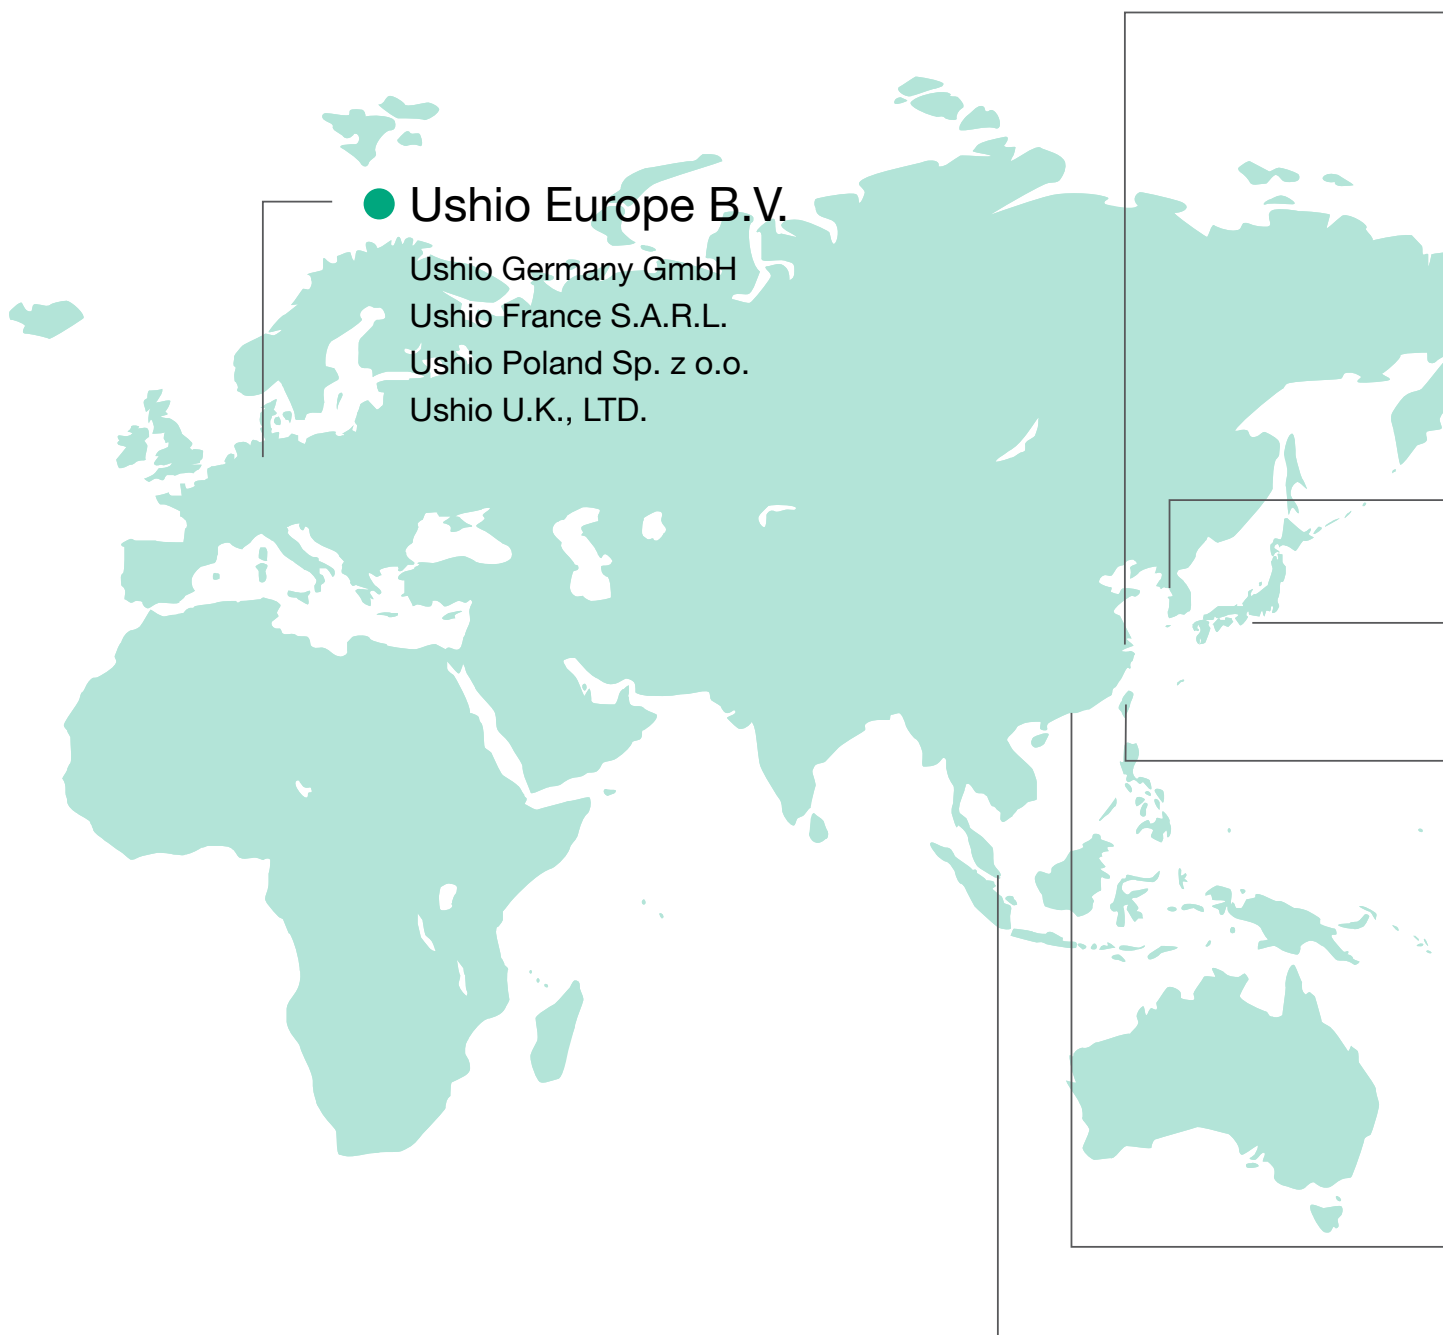 Ushio Europe B.V.
Ushio Germany GmbH
Ushio France S.A.R.L.
Ushio Poland Sp. z o.o.
Ushio U.K., LTD.